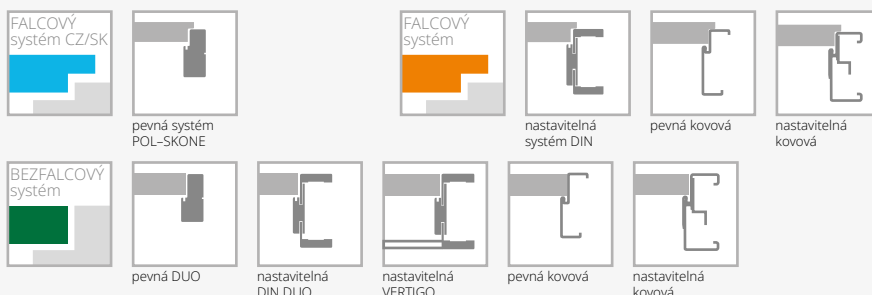 FALCOVÝ
systém CZ/SK
pevná systém
POL–SKONE
FALCOVÝ
systém
nastavitelná
systém DIN
pevná kovová
nastavitelná
kovová
BEZFALCOVÝ
systém
pevná DUO
nastavitelná
DIN DUO
nastavitelná
VERTIGO
pevná kovová
nastavitelná
kovová